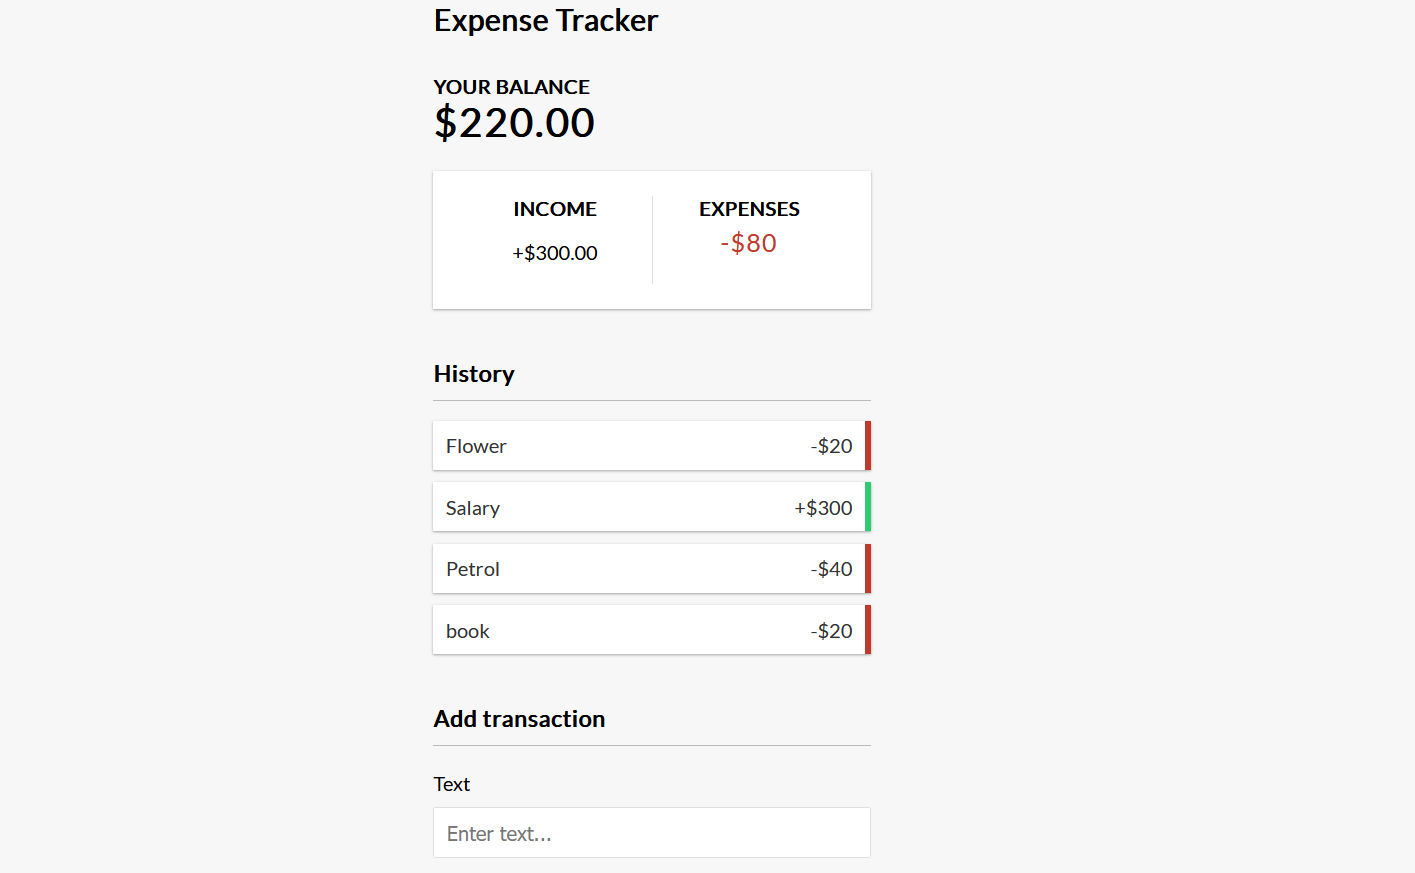 Expense Tracker
YOUR BALANCE
$220.00
INCOME
+$300.00
EXPENSES
-$80
History
Flower -$20
Salary +$300
Petrol -$40
book -$20
Add transaction
Text
Enter text...